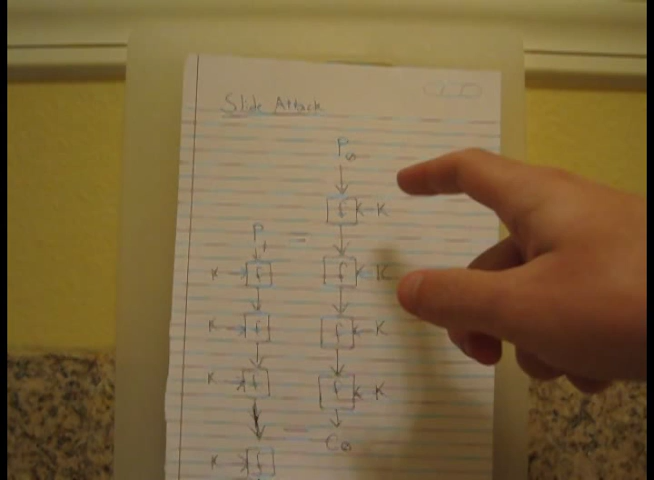 Slide Attack
P₀
f K
P₁
K f f K
K f f K
K f f K
C₀
K f